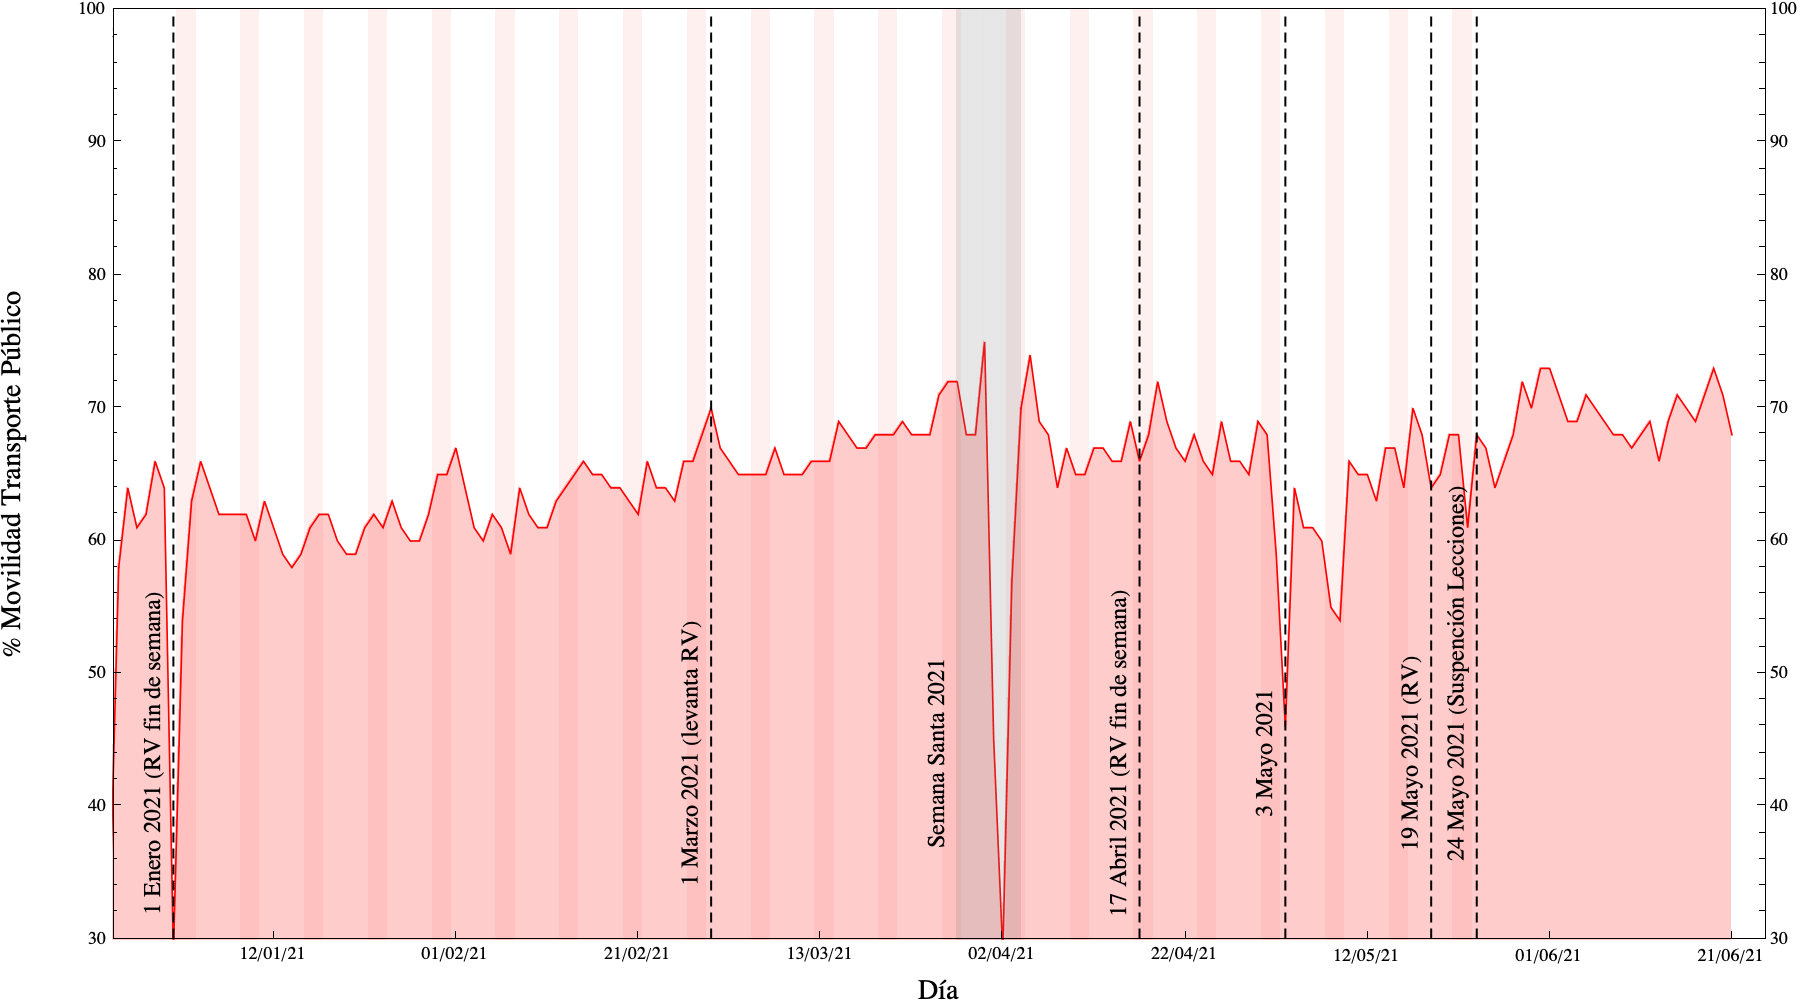 100
100
90
90
80
80
70
70
60
60
50
50
40
40
30
30
% Movilidad Transporte Público
1 Enero 2021 (RV fin de semana)
1 Marzo 2021 (levanta RV)
Semana Santa 2021
17 Abril 2021 (RV fin de semana)
3 Mayo 2021
19 Mayo 2021 (RV)
24 Mayo 2021 (Suspención Lecciones)
12/01/21
01/02/21
21/02/21
13/03/21
02/04/21
22/04/21
12/05/21
01/06/21
21/06/21
Día